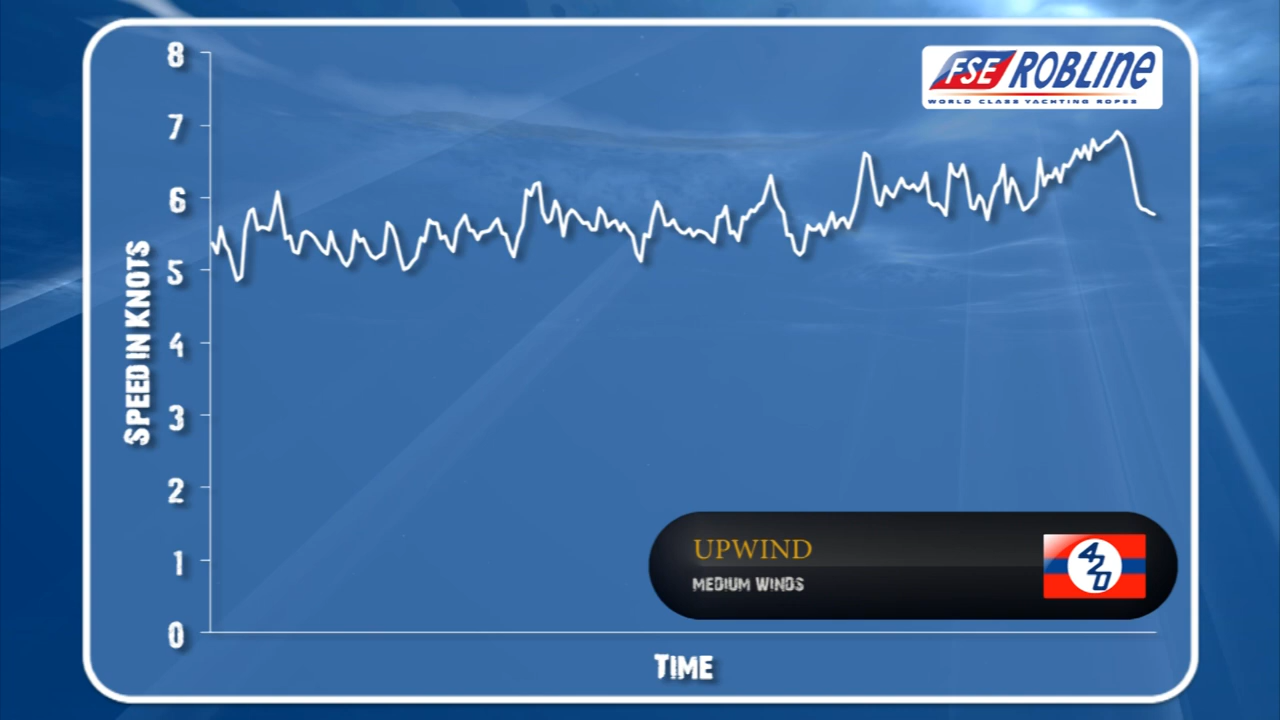 8
FSE ROBLINE
WORLD CLASS YACHTING ROPES
7
6
5
4
3
2
1
0
SPEED IN KNOTS
UPWIND
MEDIUM WINDS
420
TIME